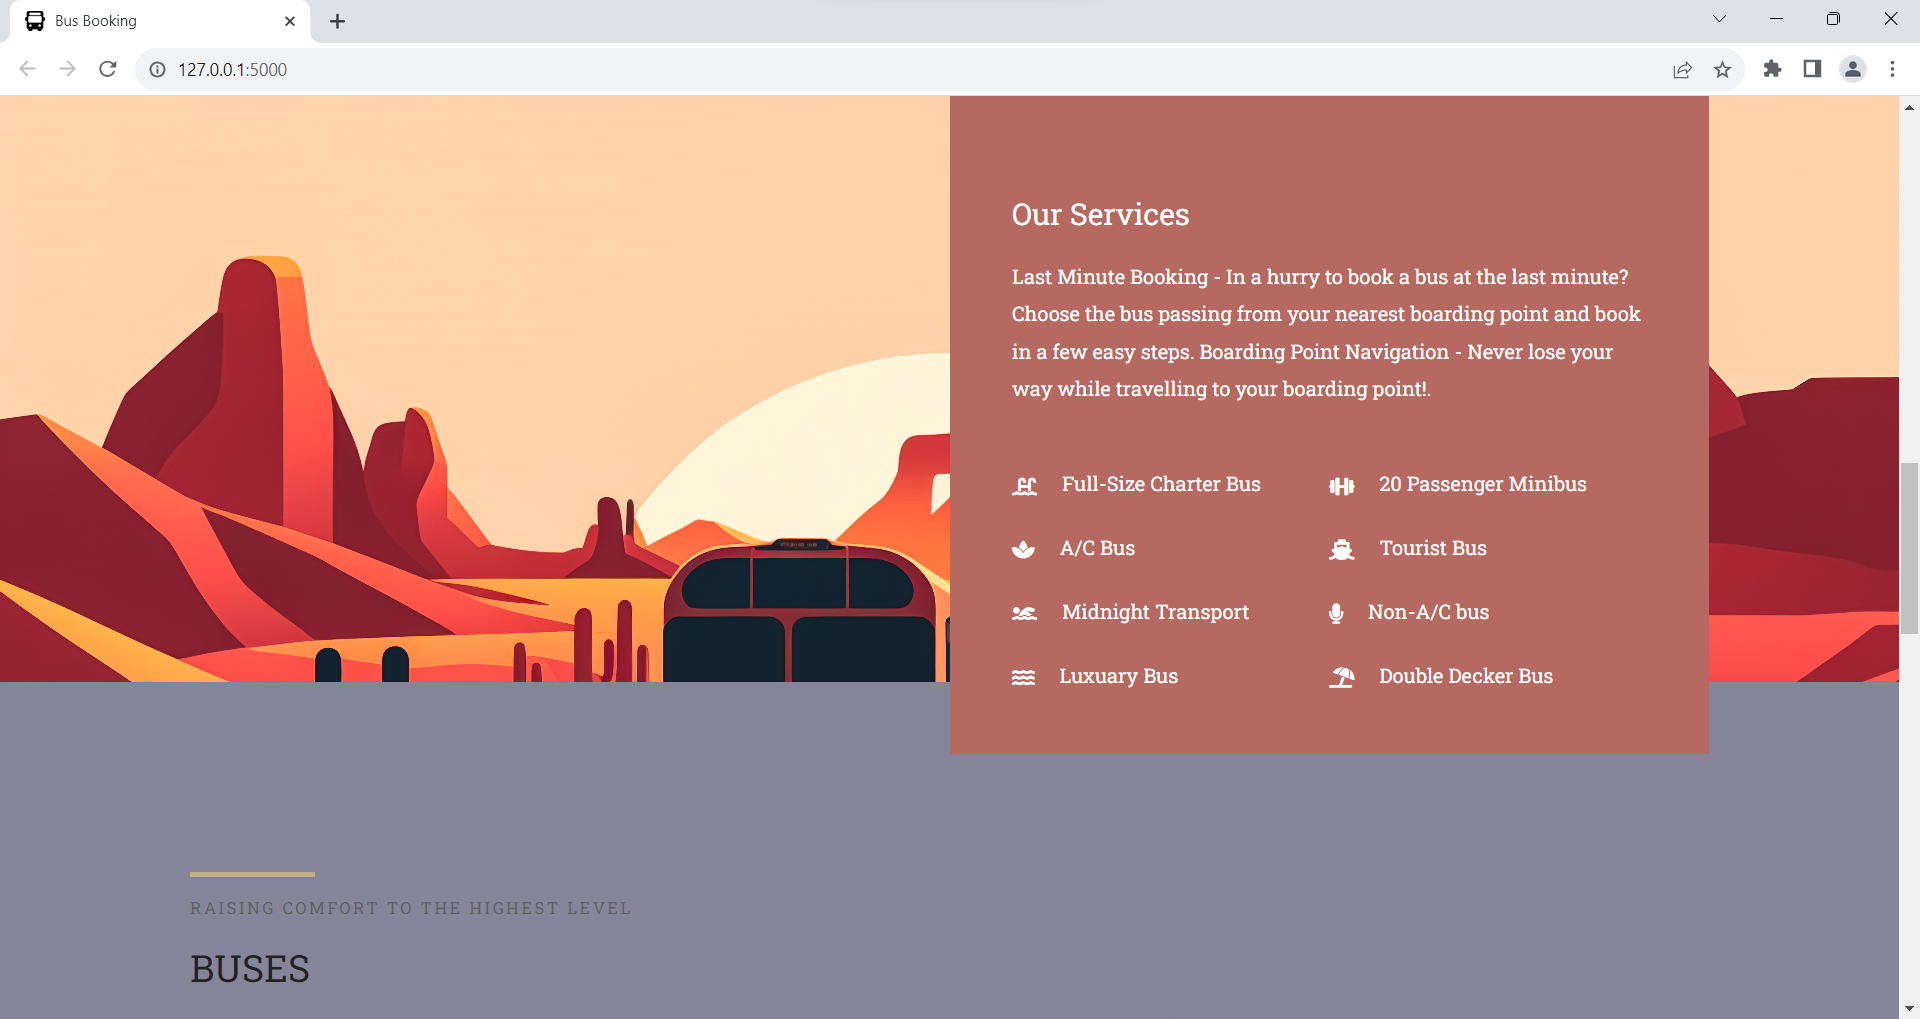 Bus Booking
127.0.0.1:5000
Our Services
Last Minute Booking - In a hurry to book a bus at the last minute?
Choose the bus passing from your nearest boarding point and book
in a few easy steps. Boarding Point Navigation - Never lose your
way while travelling to your boarding point!.
Full-Size Charter Bus
20 Passenger Minibus
A/C Bus
Tourist Bus
Midnight Transport
Non-A/C bus
Luxuary Bus
Double Decker Bus
RAISING COMFORT TO THE HIGHEST LEVEL
BUSES